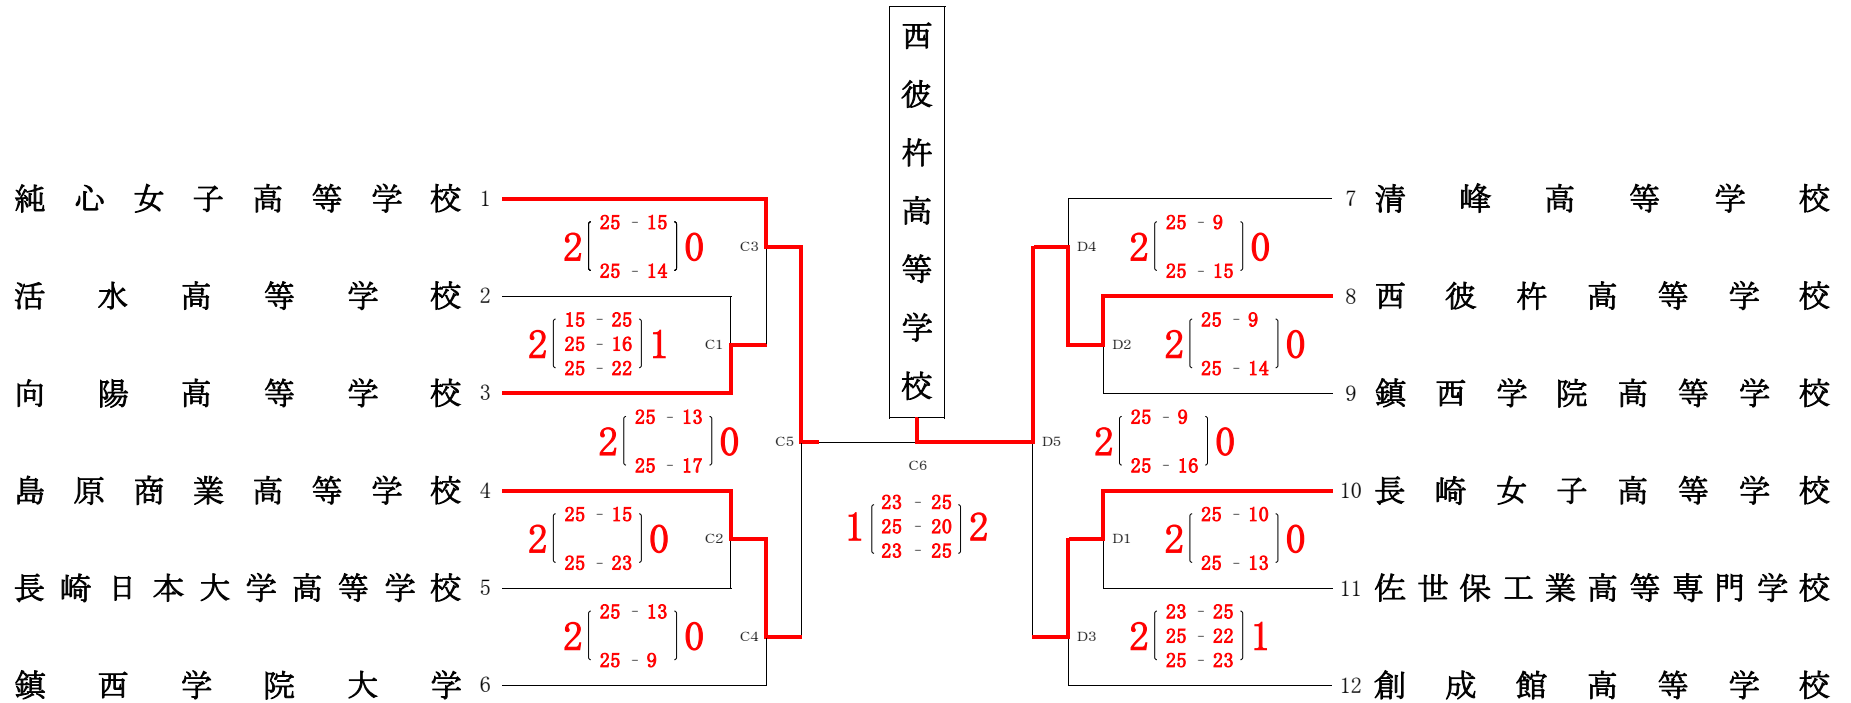 西彼杵高等学校
純心女子高等学校 1
活水高等学校 2
向陽高等学校 3
島原商業高等学校 4
長崎日本大学高等学校 5
鎮西学院大学 6
C3
2 0
25 - 15
25 - 14
C1
2 1
15 - 25
25 - 16
25 - 22
C5
2 0
25 - 13
25 - 17
C2
2 0
25 - 15
25 - 23
C4
2 0
25 - 13
25 - 9
C6
1 2
23 - 25
25 - 20
23 - 25
7 清峰高等学校
8 西彼杵高等学校
9 鎮西学院高等学校
10 長崎女子高等学校
11 佐世保工業高等専門学校
12 創成館高等学校
D4
2 0
25 - 9
25 - 15
D2
2 0
25 - 9
25 - 14
D5
2 0
25 - 9
25 - 16
D1
2 0
25 - 10
25 - 13
D3
2 1
23 - 25
25 - 22
25 - 23